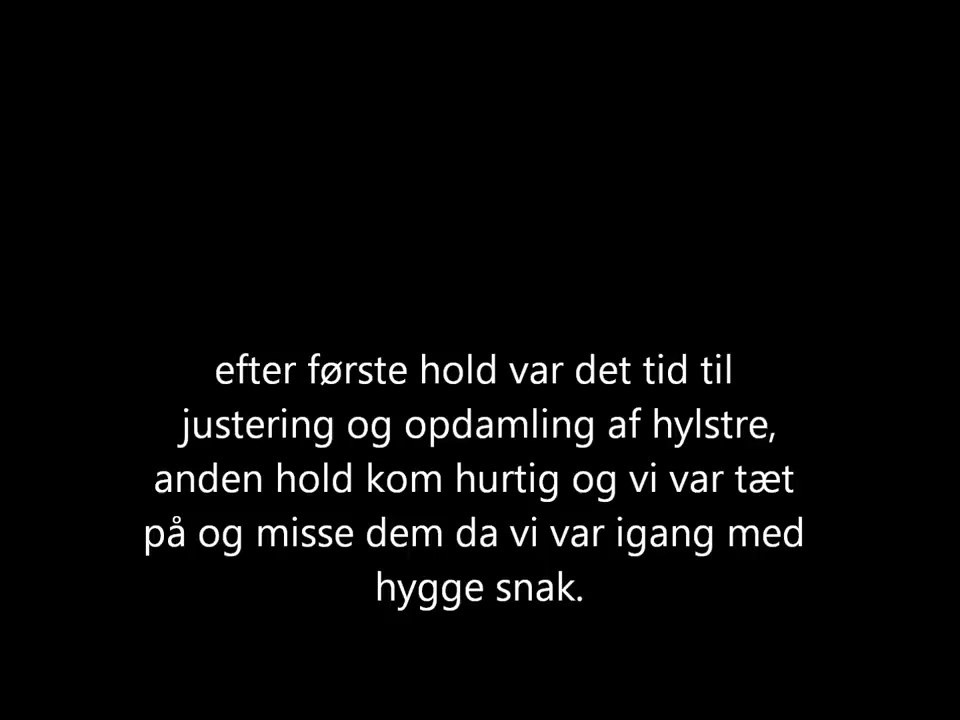 efter første hold var det tid til
justering og opdamling af hylstre,
anden hold kom hurtig og vi var tæt
på og misse dem da vi var igang med
hygge snak.